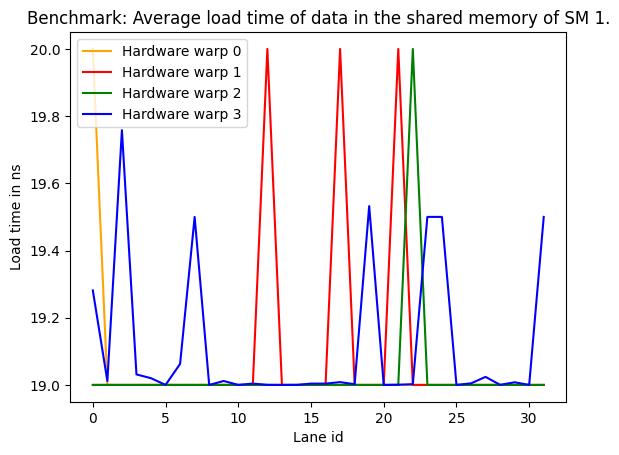 Benchmark: Average load time of data in the shared memory of SM 1.
Hardware warp 0
Hardware warp 1
Hardware warp 2
Hardware warp 3
Load time in ns
20.0
19.8
19.6
19.4
19.2
19.0
0 5 10 15 20 25 30
Lane id